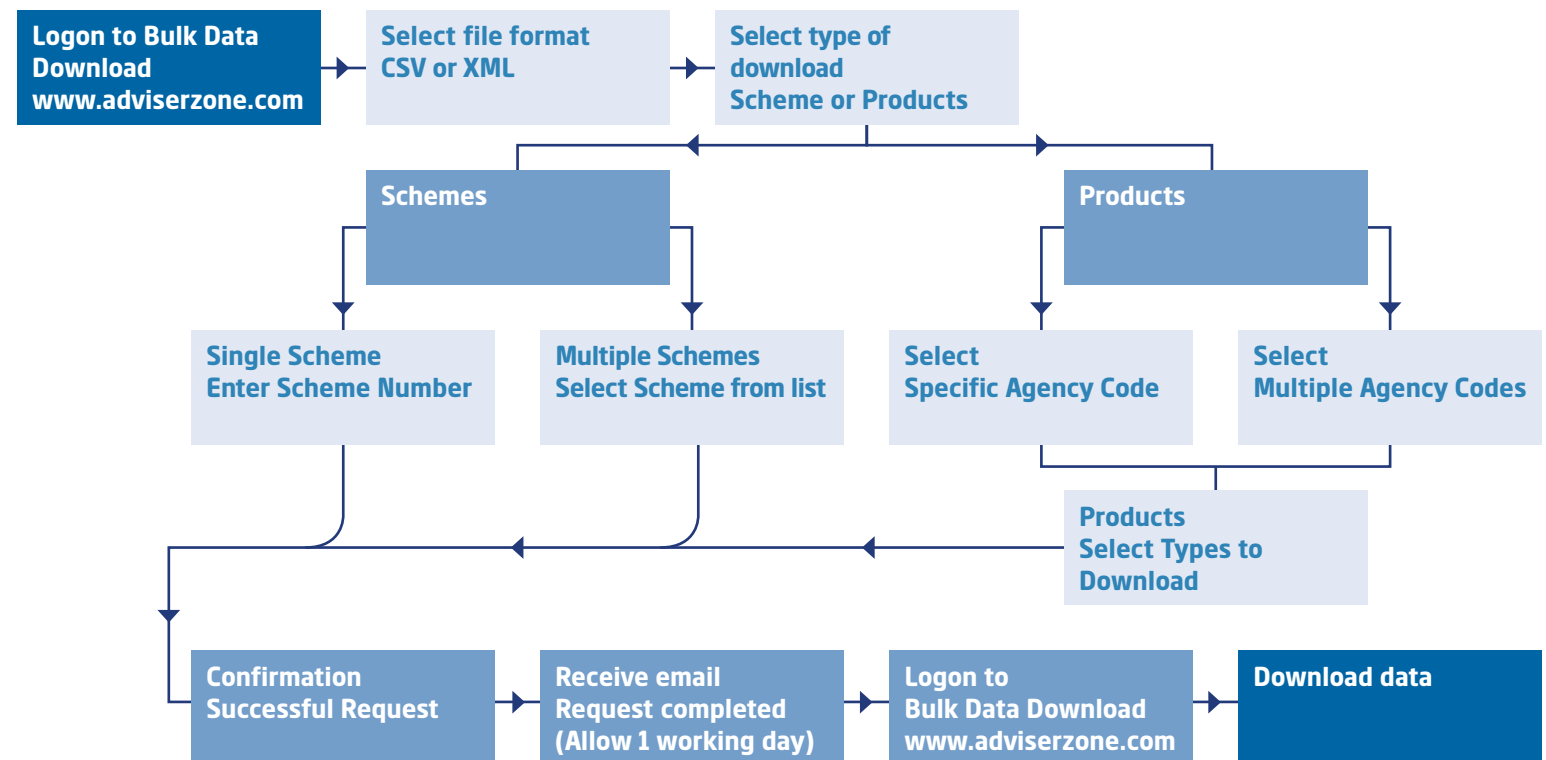 Logon to Bulk Data
Download
www.adviserzone.com
Select file format
CSV or XML
Select type of
download
Scheme or Products
Schemes
Products
Single Scheme
Enter Scheme Number
Multiple Schemes
Select Scheme from list
Select
Specific Agency Code
Select
Multiple Agency Codes
Products
Select Types to
Download
Confirmation
Successful Request
Receive email
Request completed
(Allow 1 working day)
Logon to
Bulk Data Download
www.adviserzone.com
Download data